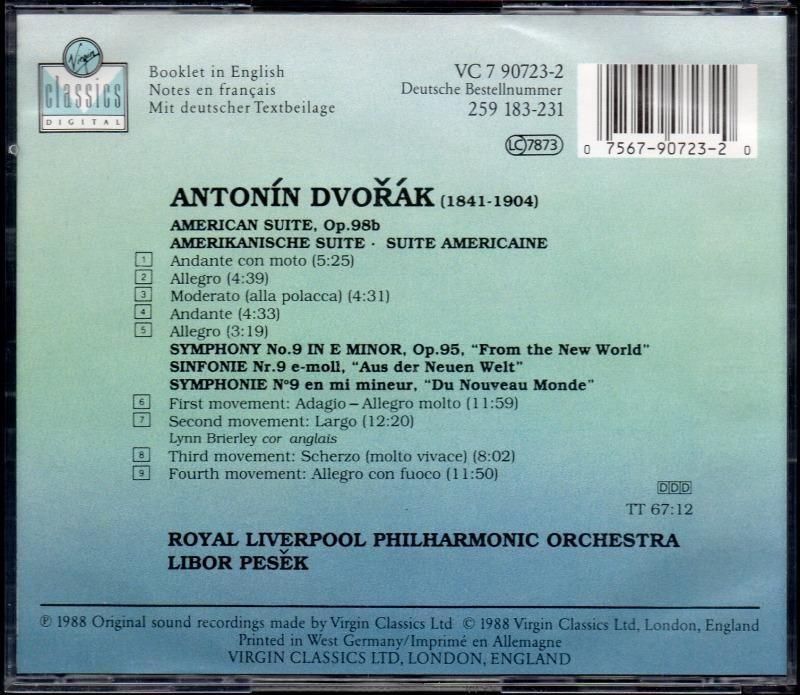 Virgin
classics
DIGITAL
Booklet in English
Notes en français
Mit deutscher Textbeilage
VC 7 90723-2
Deutsche Bestellnummer
259 183-231
LC 7873
0 7567-90723-2 0
ANTONÍN DVOŘÁK (1841-1904)
AMERICAN SUITE, Op.98b
AMERIKANISCHE SUITE · SUITE AMERICAINE
1 Andante con moto (5:25)
2 Allegro (4:39)
3 Moderato (alla polacca) (4:31)
4 Andante (4:33)
5 Allegro (3:19)
SYMPHONY No.9 IN E MINOR, Op.95, “From the New World”
SINFONIE Nr.9 e-moll, “Aus der Neuen Welt”
SYMPHONIE N°9 en mi mineur, “Du Nouveau Monde”
6 First movement: Adagio – Allegro molto (11:59)
7 Second movement: Largo (12:20)
Lynn Brierley cor anglais
8 Third movement: Scherzo (molto vivace) (8:02)
9 Fourth movement: Allegro con fuoco (11:50)
DDD
TT 67:12
ROYAL LIVERPOOL PHILHARMONIC ORCHESTRA
LIBOR PESĚK
℗ 1988 Original sound recordings made by Virgin Classics Ltd © 1988 Virgin Classics Ltd, London, England
Printed in West Germany/Imprimé en Allemagne
VIRGIN CLASSICS LTD, LONDON, ENGLAND